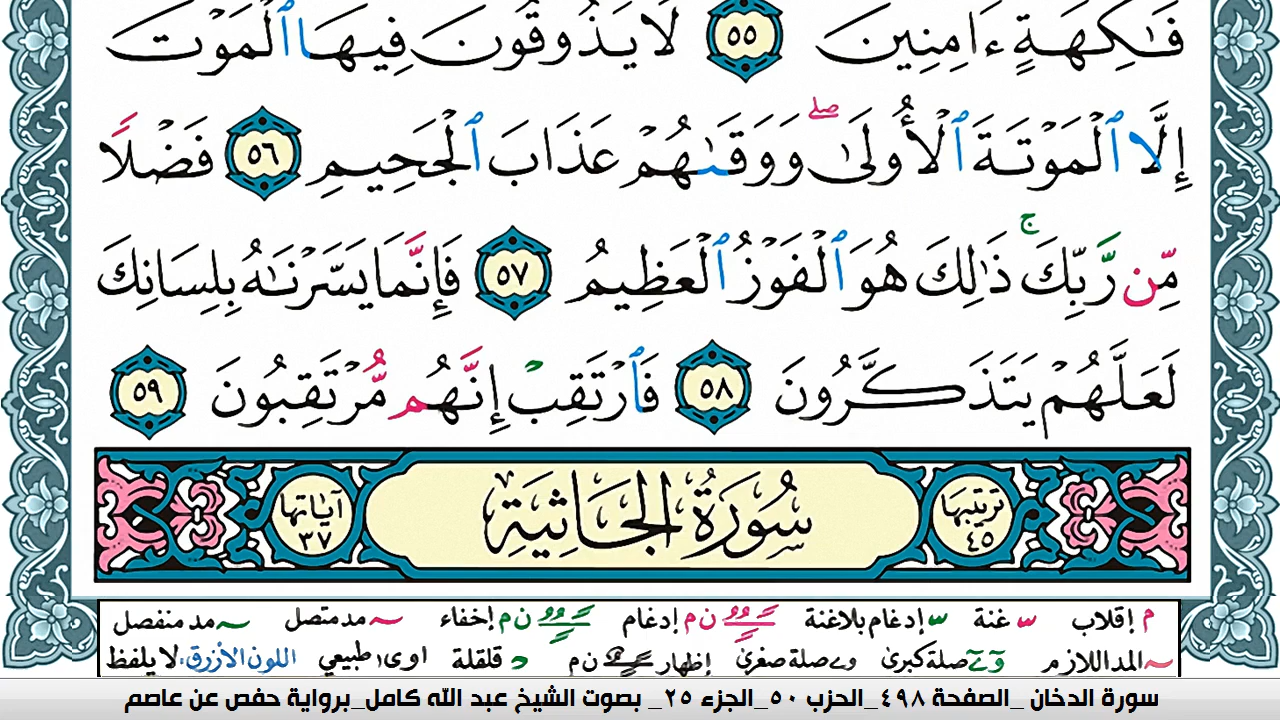 فَـٰكِهَةٍ ءَامِنِينَ ٥٥ لَا يَذُوقُونَ فِيهَا ٱلْمَوْتَ
إِلَّا ٱلْمَوْتَةَ ٱلْأُولَىٰ ۖ وَوَقَىٰهُمْ عَذَابَ ٱلْجَحِيمِ ٥٦ فَضْلًا
مِّن رَّبِّكَ ۚ ذَٰلِكَ هُوَ ٱلْفَوْزُ ٱلْعَظِيمُ ٥٧ فَإِنَّمَا يَسَّرْنَـٰهُ بِلِسَانِكَ
لَعَلَّهُمْ يَتَذَكَّرُونَ ٥٨ فَٱرْتَقِبْ إِنَّهُم مُّرْتَقِبُونَ ٥٩
ترتيبها ٤٥ سُورَةُ الجَاثِيَةِ آياتها ٣٧
م إقلاب غنة إدغام بلاغنة ن م إدغام ن م إخفاء مد متصل مد منفصل
المد اللازم صلة كبرى صلة صغرى إظهار ن م قلقلة طبيعي اللون الأزرق: لا يلفظ
سورة الدخان _الصفحة ٤٩٨_الحزب ٥٠_الجزء ٢٥_ بصوت الشيخ عبد الله كامل_برواية حفص عن عاصم